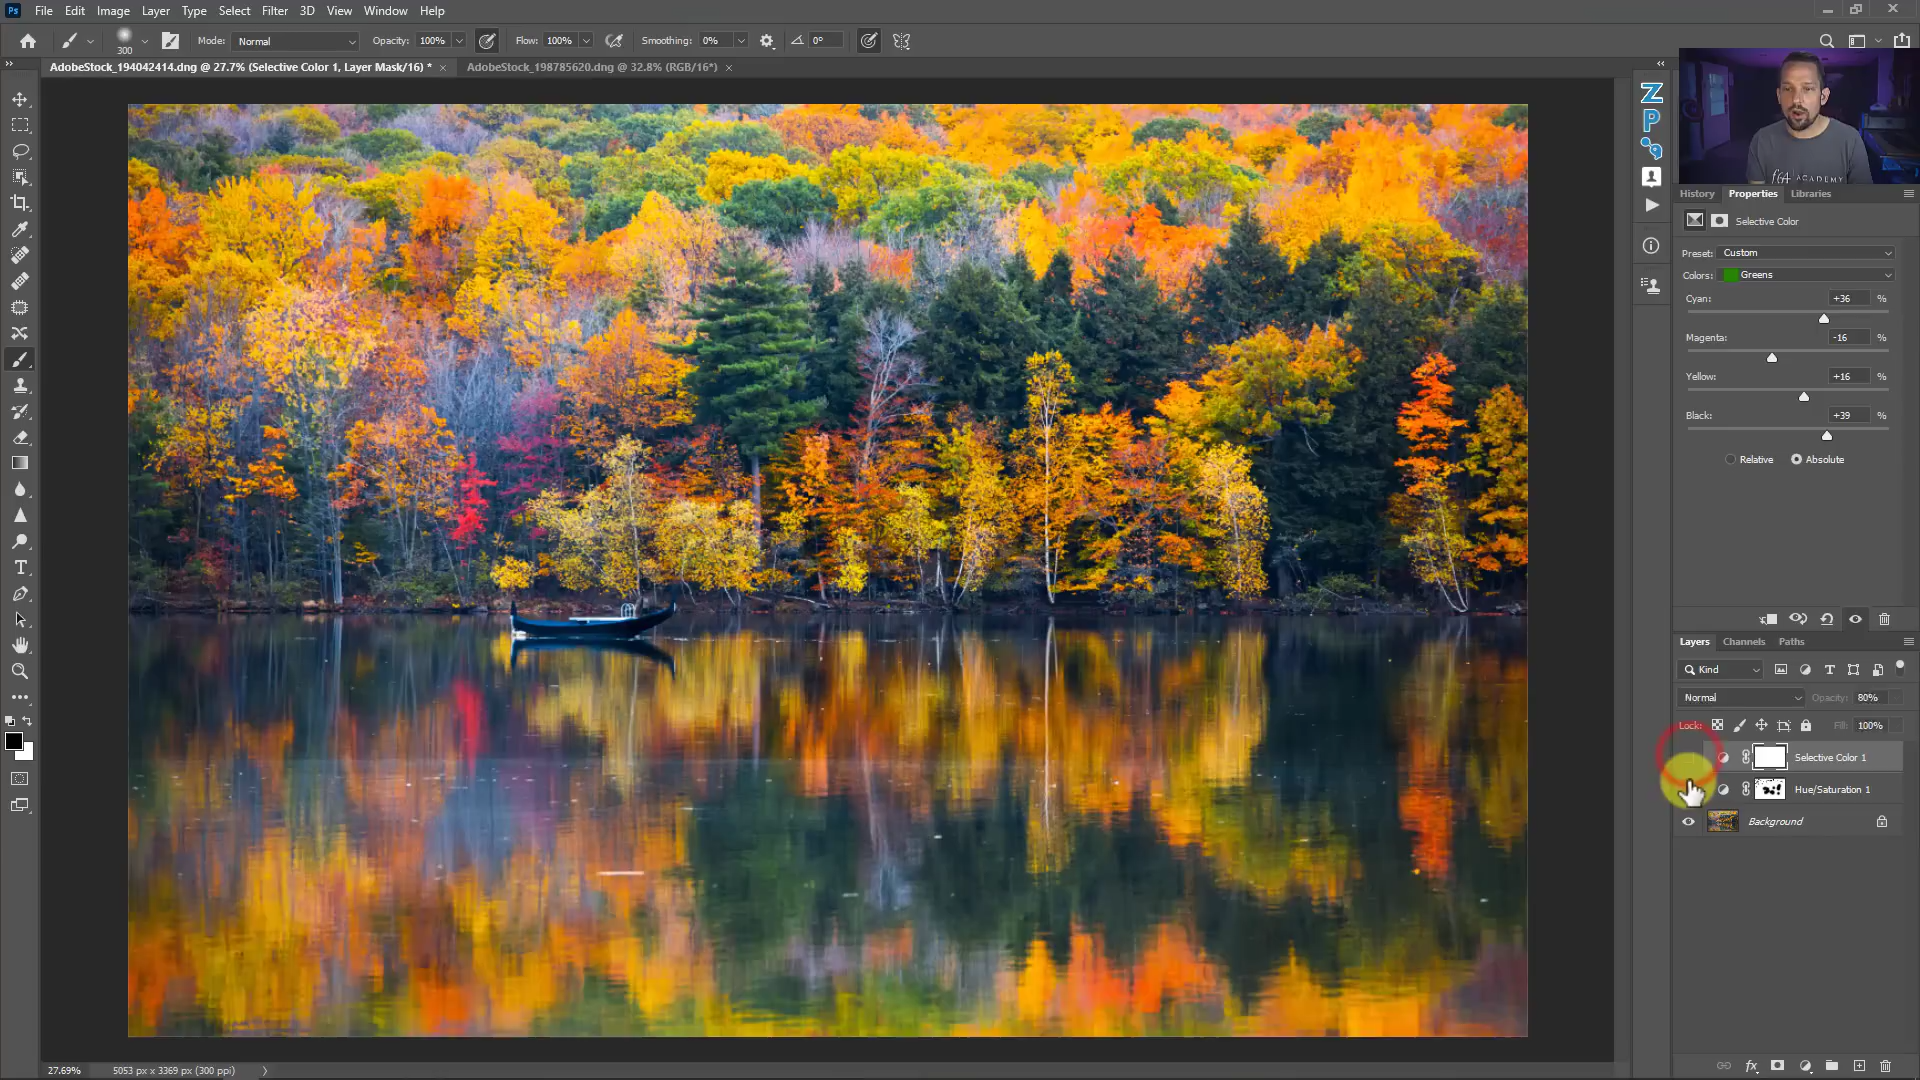 Ps File Edit Image Layer Type Select Filter 3D View Window Help
300 Mode: Normal Opacity: 100% Flow: 100% Smoothing: 0% 0°
AdobeStock_194042414.dng @ 27.7% (Selective Color 1, Layer Mask/16) * × AdobeStock_198785620.dng @ 32.8% (RGB/16*) ×
Z
P
9
ACADEMY
History Properties Libraries
Selective Color
Preset: Custom
Colors: Greens
Cyan: +36 %
Magenta: -16 %
Yellow: +16 %
Black: +39 %
Relative Absolute
Layers Channels Paths
Kind
Normal Opacity: 80%
Lock: Fill: 100%
Selective Color 1
Hue/Saturation 1
Background
fx
27.69% 5053 px x 3369 px (300 ppi)